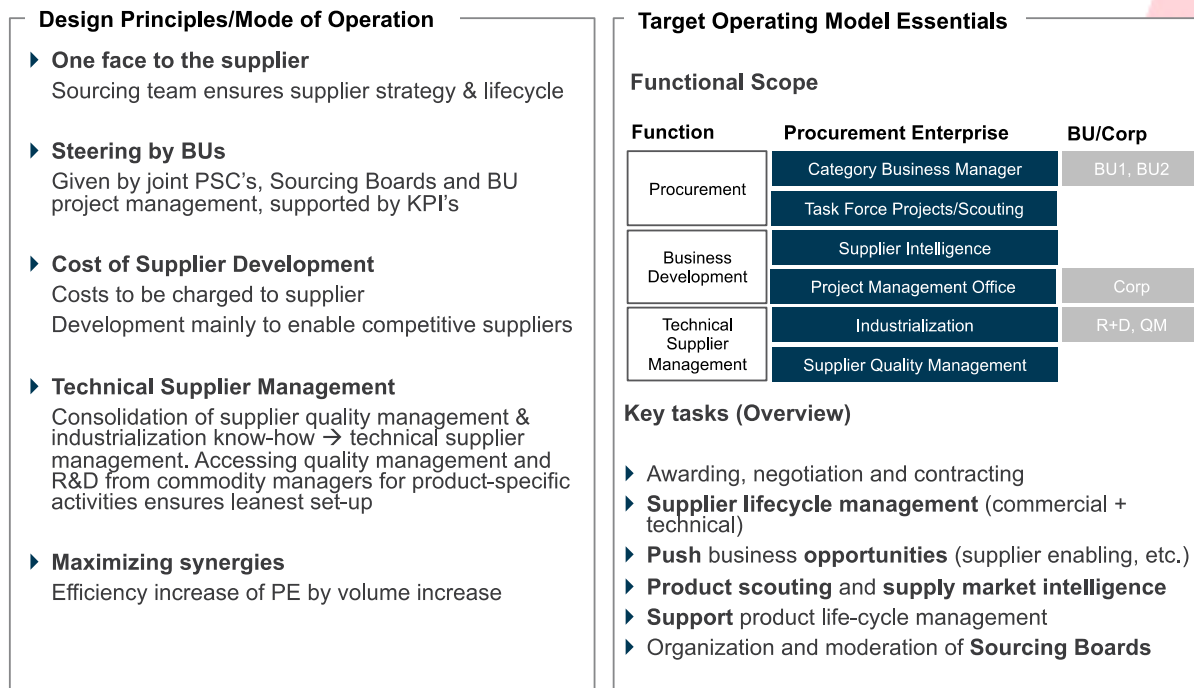 Design Principles/Mode of Operation
One face to the supplier
Sourcing team ensures supplier strategy & lifecycle
Steering by BUs
Given by joint PSC's, Sourcing Boards and BU
project management, supported by KPI's
Cost of Supplier Development
Costs to be charged to supplier
Development mainly to enable competitive suppliers
Technical Supplier Management
Consolidation of supplier quality management &
industrialization know-how → technical supplier
management. Accessing quality management and
R&D from commodity managers for product-specific
activities ensures leanest set-up
Maximizing synergies
Efficiency increase of PE by volume increase
Target Operating Model Essentials
Functional Scope
Function Procurement Enterprise BU/Corp
Procurement
Category Business Manager BU1, BU2
Task Force Projects/Scouting
Business
Development
Supplier Intelligence
Project Management Office Corp
Technical
Supplier
Management
Industrialization R+D, QM
Supplier Quality Management
Key tasks (Overview)
Awarding, negotiation and contracting
Supplier lifecycle management (commercial +
technical)
Push business opportunities (supplier enabling, etc.)
Product scouting and supply market intelligence
Support product life-cycle management
Organization and moderation of Sourcing Boards